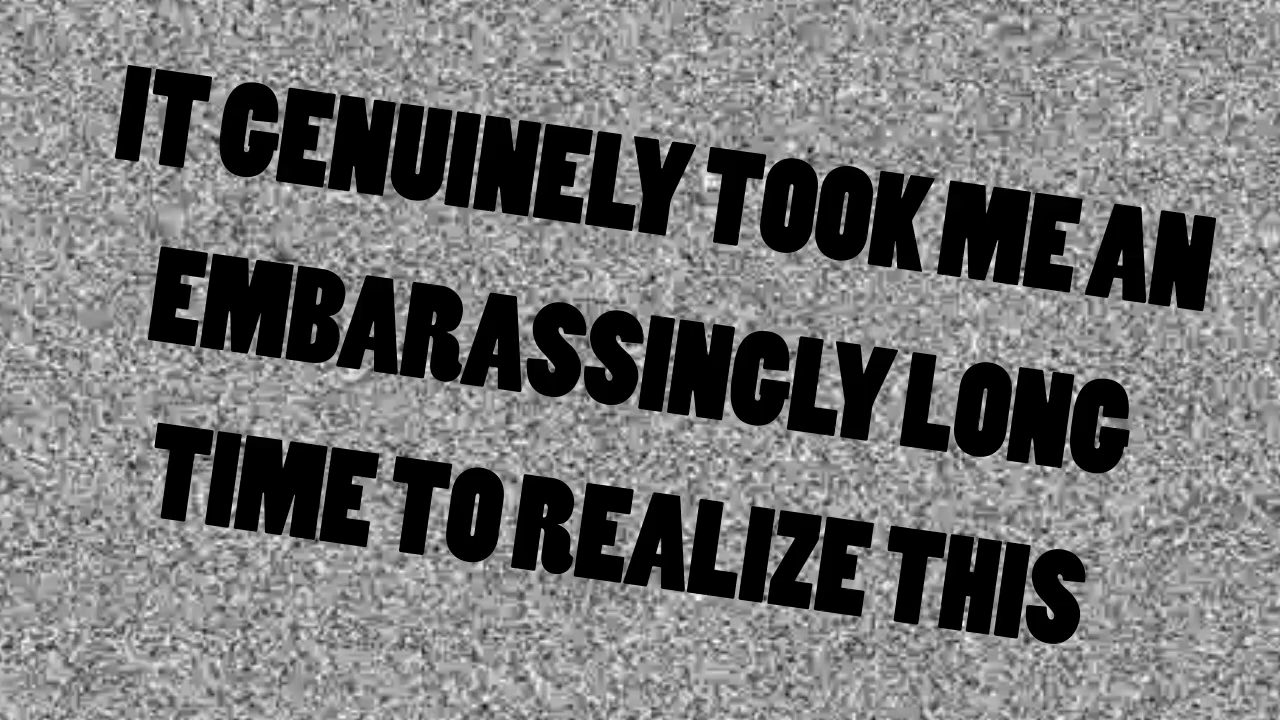 IT GENUINELY TOOK ME AN
EMBARASSINGLY LONG
TIME TO REALIZE THIS